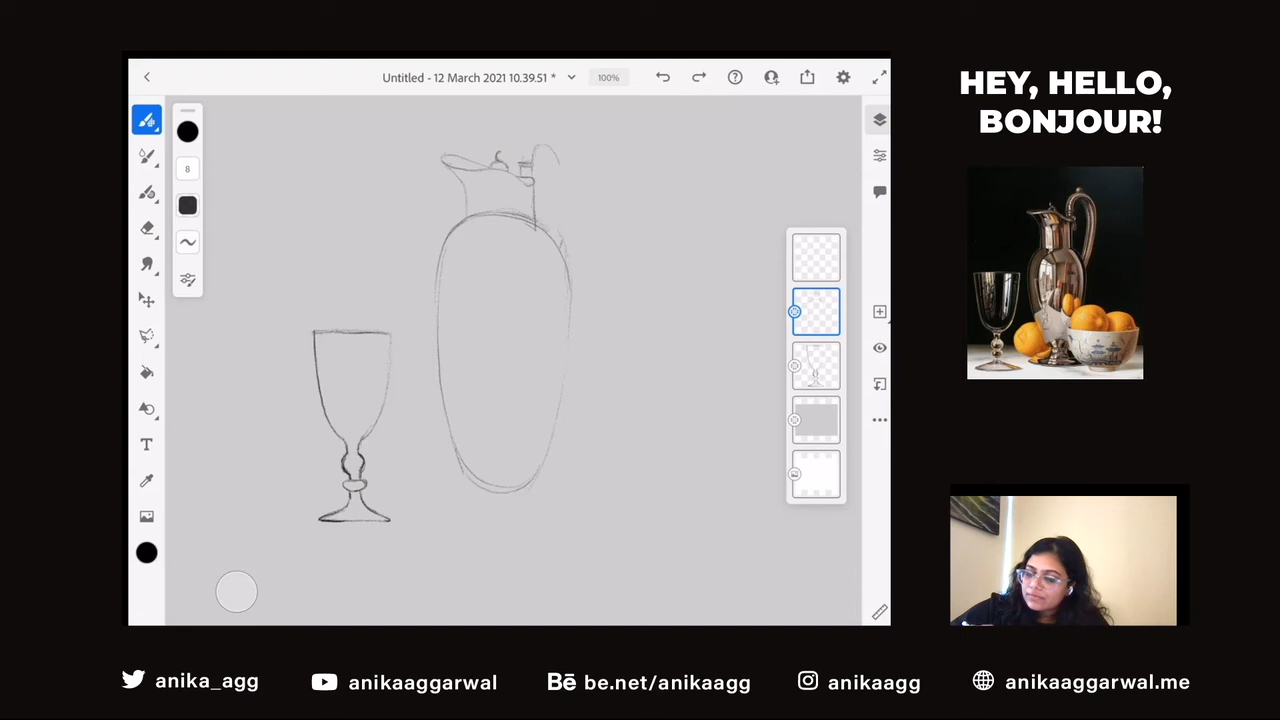 Untitled - 12 March 2021 10.39.51 *
100%
HEY, HELLO,
BONJOUR!
8
T
anika_agg
anikaaggarwal
Bē be.net/anikaagg
anikaagg
anikaaggarwal.me